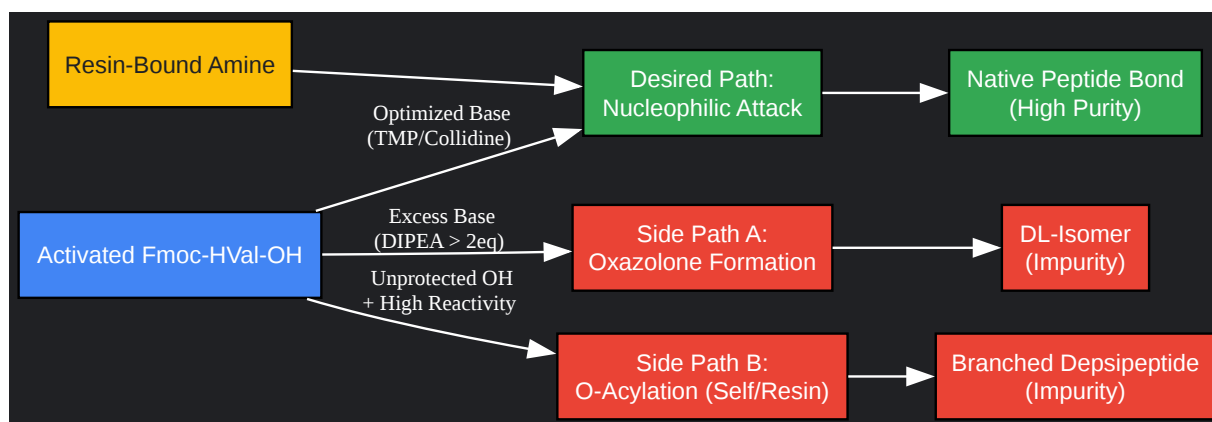 Resin-Bound Amine
Desired Path:
Nucleophilic Attack
Native Peptide Bond
(High Purity)
Optimized Base
(TMP/Collidine)
Activated Fmoc-HVal-OH
Excess Base
(DIPEA > 2eq)
Side Path A:
Oxazolone Formation
DL-Isomer
(Impurity)
Unprotected OH
+ High Reactivity
Side Path B:
O-Acylation (Self/Resin)
Branched Depsipeptide
(Impurity)